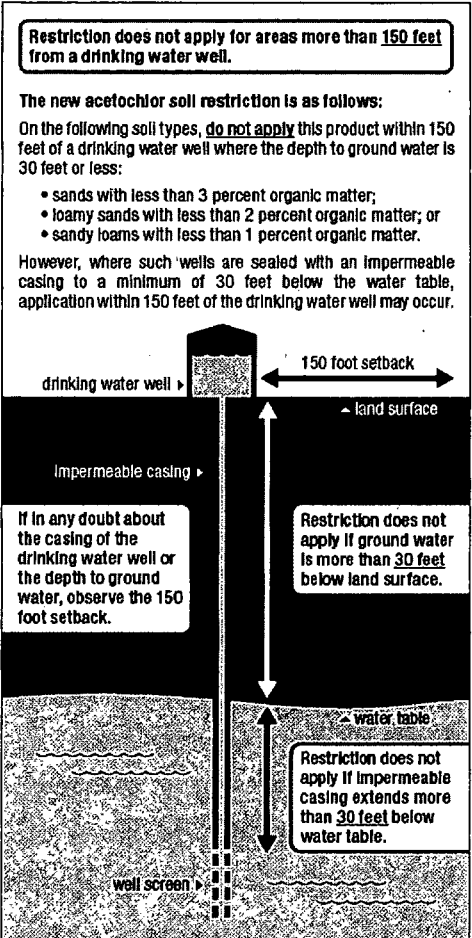 Restriction does not apply for areas more than 150 feet
from a drinking water well.
The new acetochlor soil restriction is as follows:
On the following soil types, do not apply this product within 150
feet of a drinking water well where the depth to ground water is
30 feet or less:
• sands with less than 3 percent organic matter;
• loamy sands with less than 2 percent organic matter; or
• sandy loams with less than 1 percent organic matter.
However, where such wells are sealed with an impermeable
casing to a minimum of 30 feet below the water table,
application within 150 feet of the drinking water well may occur.
150 foot setback
drinking water well
land surface
impermeable casing
If in any doubt about
the casing of the
drinking water well or
the depth to ground
water, observe the 150
foot setback.
Restriction does not
apply if ground water
is more than 30 feet
below land surface.
water table
Restriction does not
apply if impermeable
casing extends more
than 30 feet below
water table.
well screen